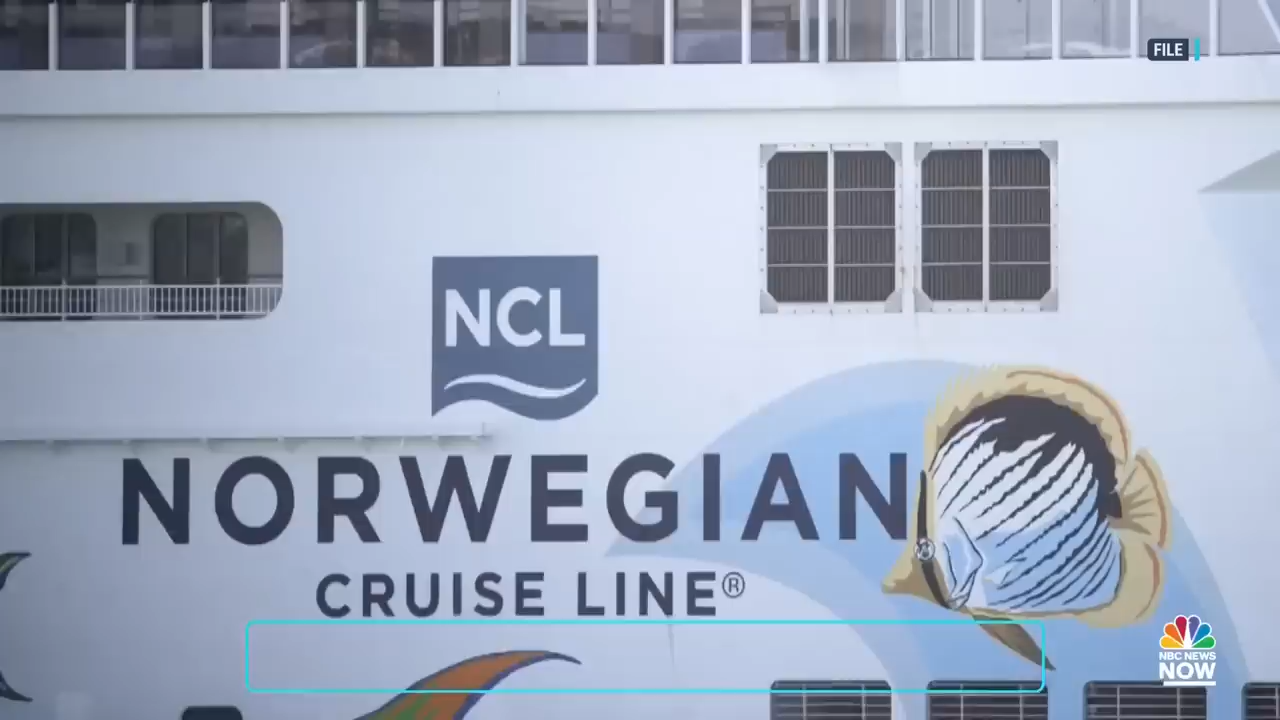 FILE
NCL
NORWEGIAN
CRUISE LINE®
NBC NEWS
NOW